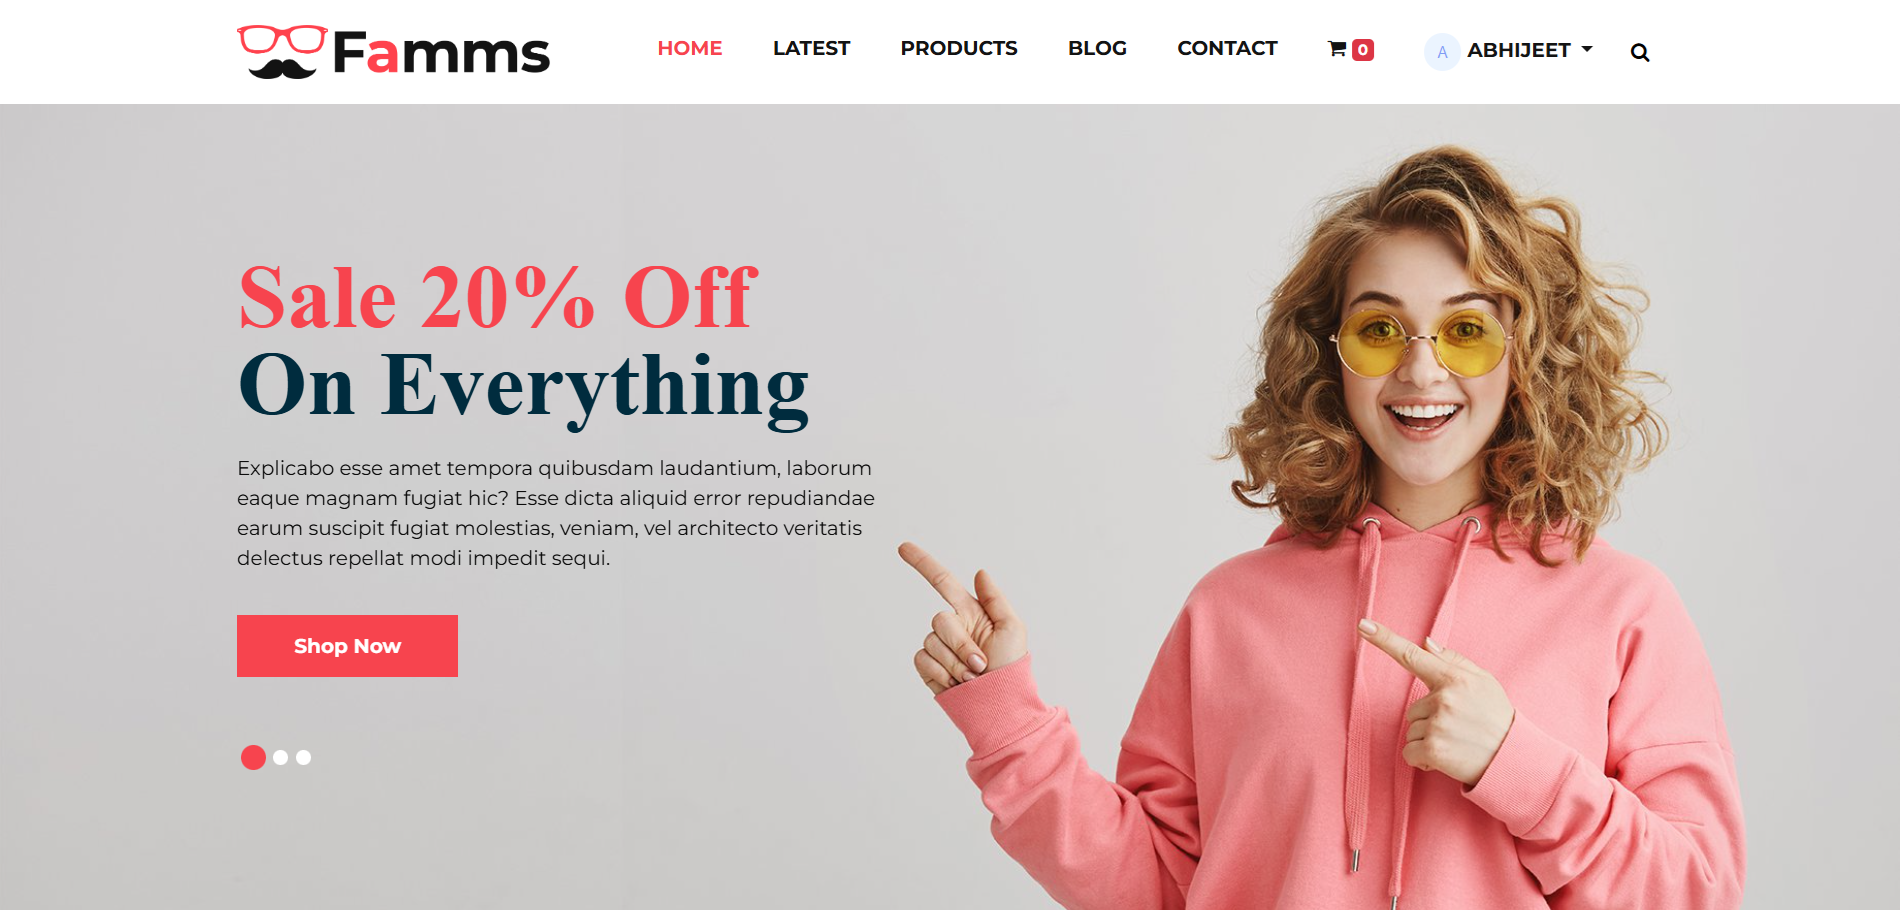 Famms
HOME LATEST PRODUCTS BLOG CONTACT 0 A ABHIJEET
Sale 20% Off
On Everything
Explicabo esse amet tempora quibusdam laudantium, laborum
eaque magnam fugiat hic? Esse dicta aliquid error repudiandae
earum suscipit fugiat molestias, veniam, vel architecto veritatis
delectus repellat modi impedit sequi.
Shop Now